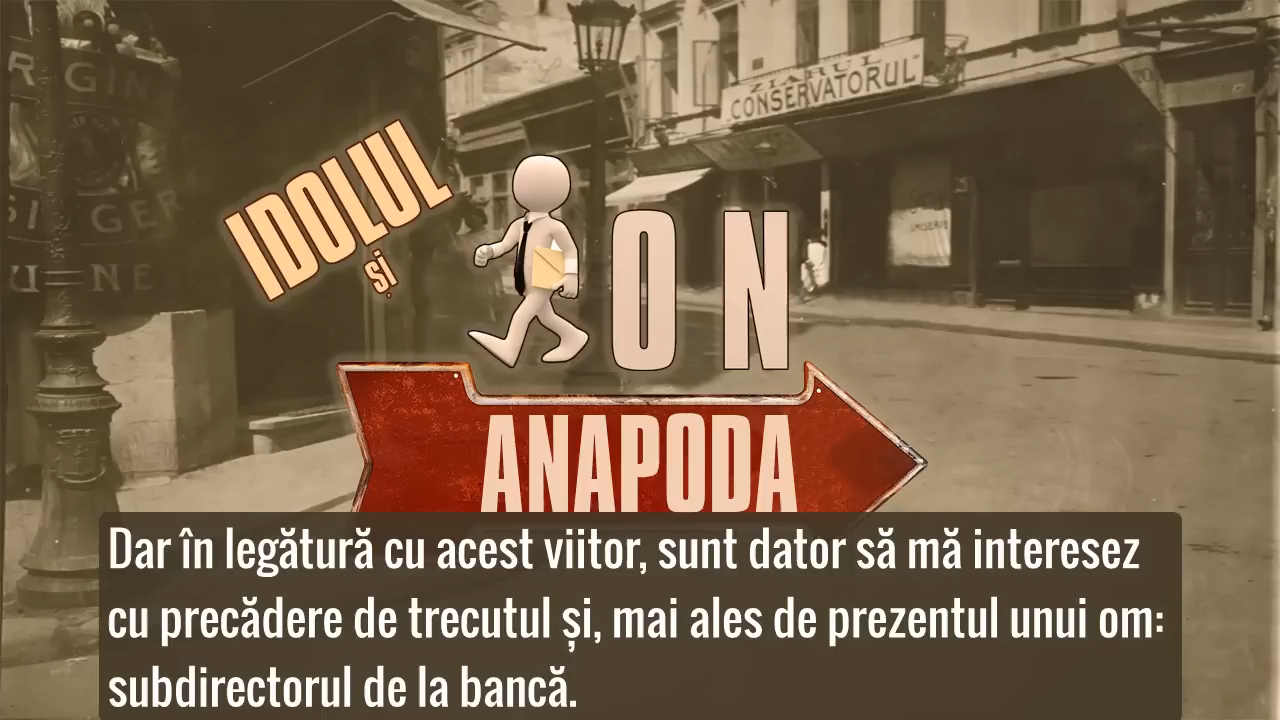 ZIARUL
"CONSERVATORUL"
IDOLUL
și
ION
ANAPODA
Dar în legătură cu acest viitor, sunt dator să mă interesez
cu precădere de trecutul și, mai ales de prezentul unui om:
subdirectorul de la bancă.